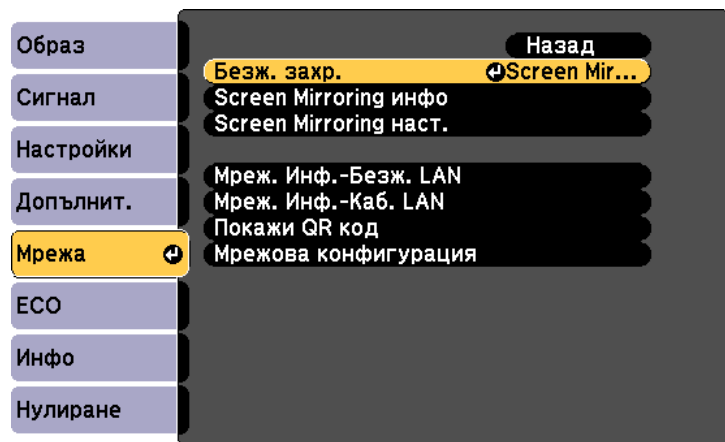 Образ
Сигнал
Настройки
Допълнит.
Мрежа
ECO
Инфо
Нулиране
Назад
Безж. захр. Screen Mir...
Screen Mirroring инфо
Screen Mirroring наст.
Мреж. Инф.-Безж. LAN
Мреж. Инф.-Каб. LAN
Покажи QR код
Мрежова конфигурация